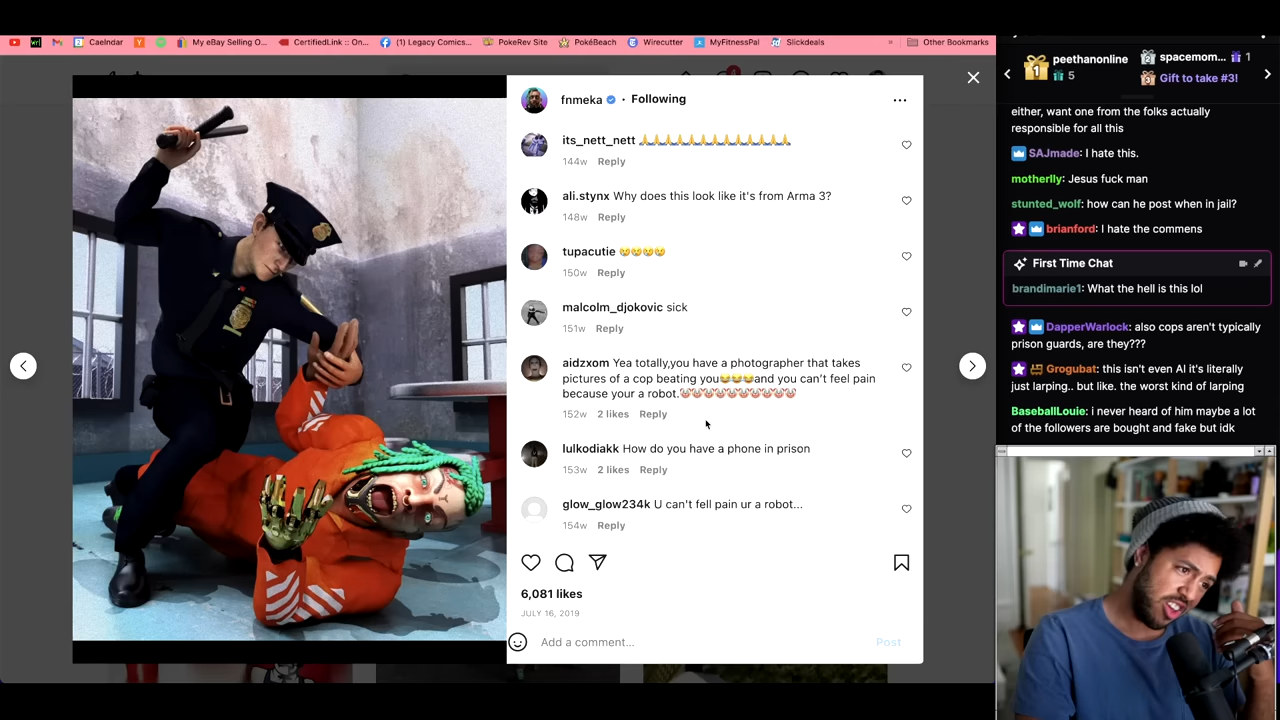 My eBay Selling O...
CertifiedLink :: On...
(1) Legacy Comics...
PokeRev Site
PokéBeach
Wirecutter
MyFitnessPal
Slickdeals
»
Other Bookmarks
Caelndar
fnmeka • Following
its_nett_nett 🙏🙏🙏🙏🙏🙏🙏🙏🙏🙏🙏🙏🙏
144w Reply
ali.stynx Why does this look like it's from Arma 3?
148w Reply
tupacutie 😢😢😢😢
150w Reply
malcolm_djokovic sick
151w Reply
aidzxom Yea totally,you have a photographer that takes
pictures of a cop beating you😂😂😂and you can't feel pain
because your a robot.🤡🤡🤡🤡🤡🤡🤡🤡🤡🤡
152w 2 likes Reply
lulkodiakk How do you have a phone in prison
153w 2 likes Reply
glow_glow234k U can't fell pain ur a robot...
154w Reply
6,081 likes
JULY 16, 2019
Add a comment...
Post
peethanonline
5
spacemom... 1
Gift to take #3!
either, want one from the folks actually
responsible for all this
SAJmade: I hate this.
motherlly: Jesus fuck man
stunted_wolf: how can he post when in jail?
brianford: I hate the commens
First Time Chat
brandimarie1: What the hell is this lol
DapperWarlock: also cops aren't typically
prison guards, are they???
Grogubat: this isn't even AI it's literally
just larping.. but like. the worst kind of larping
BaseballLouie: i never heard of him maybe a lot
of the followers are bought and fake but idk